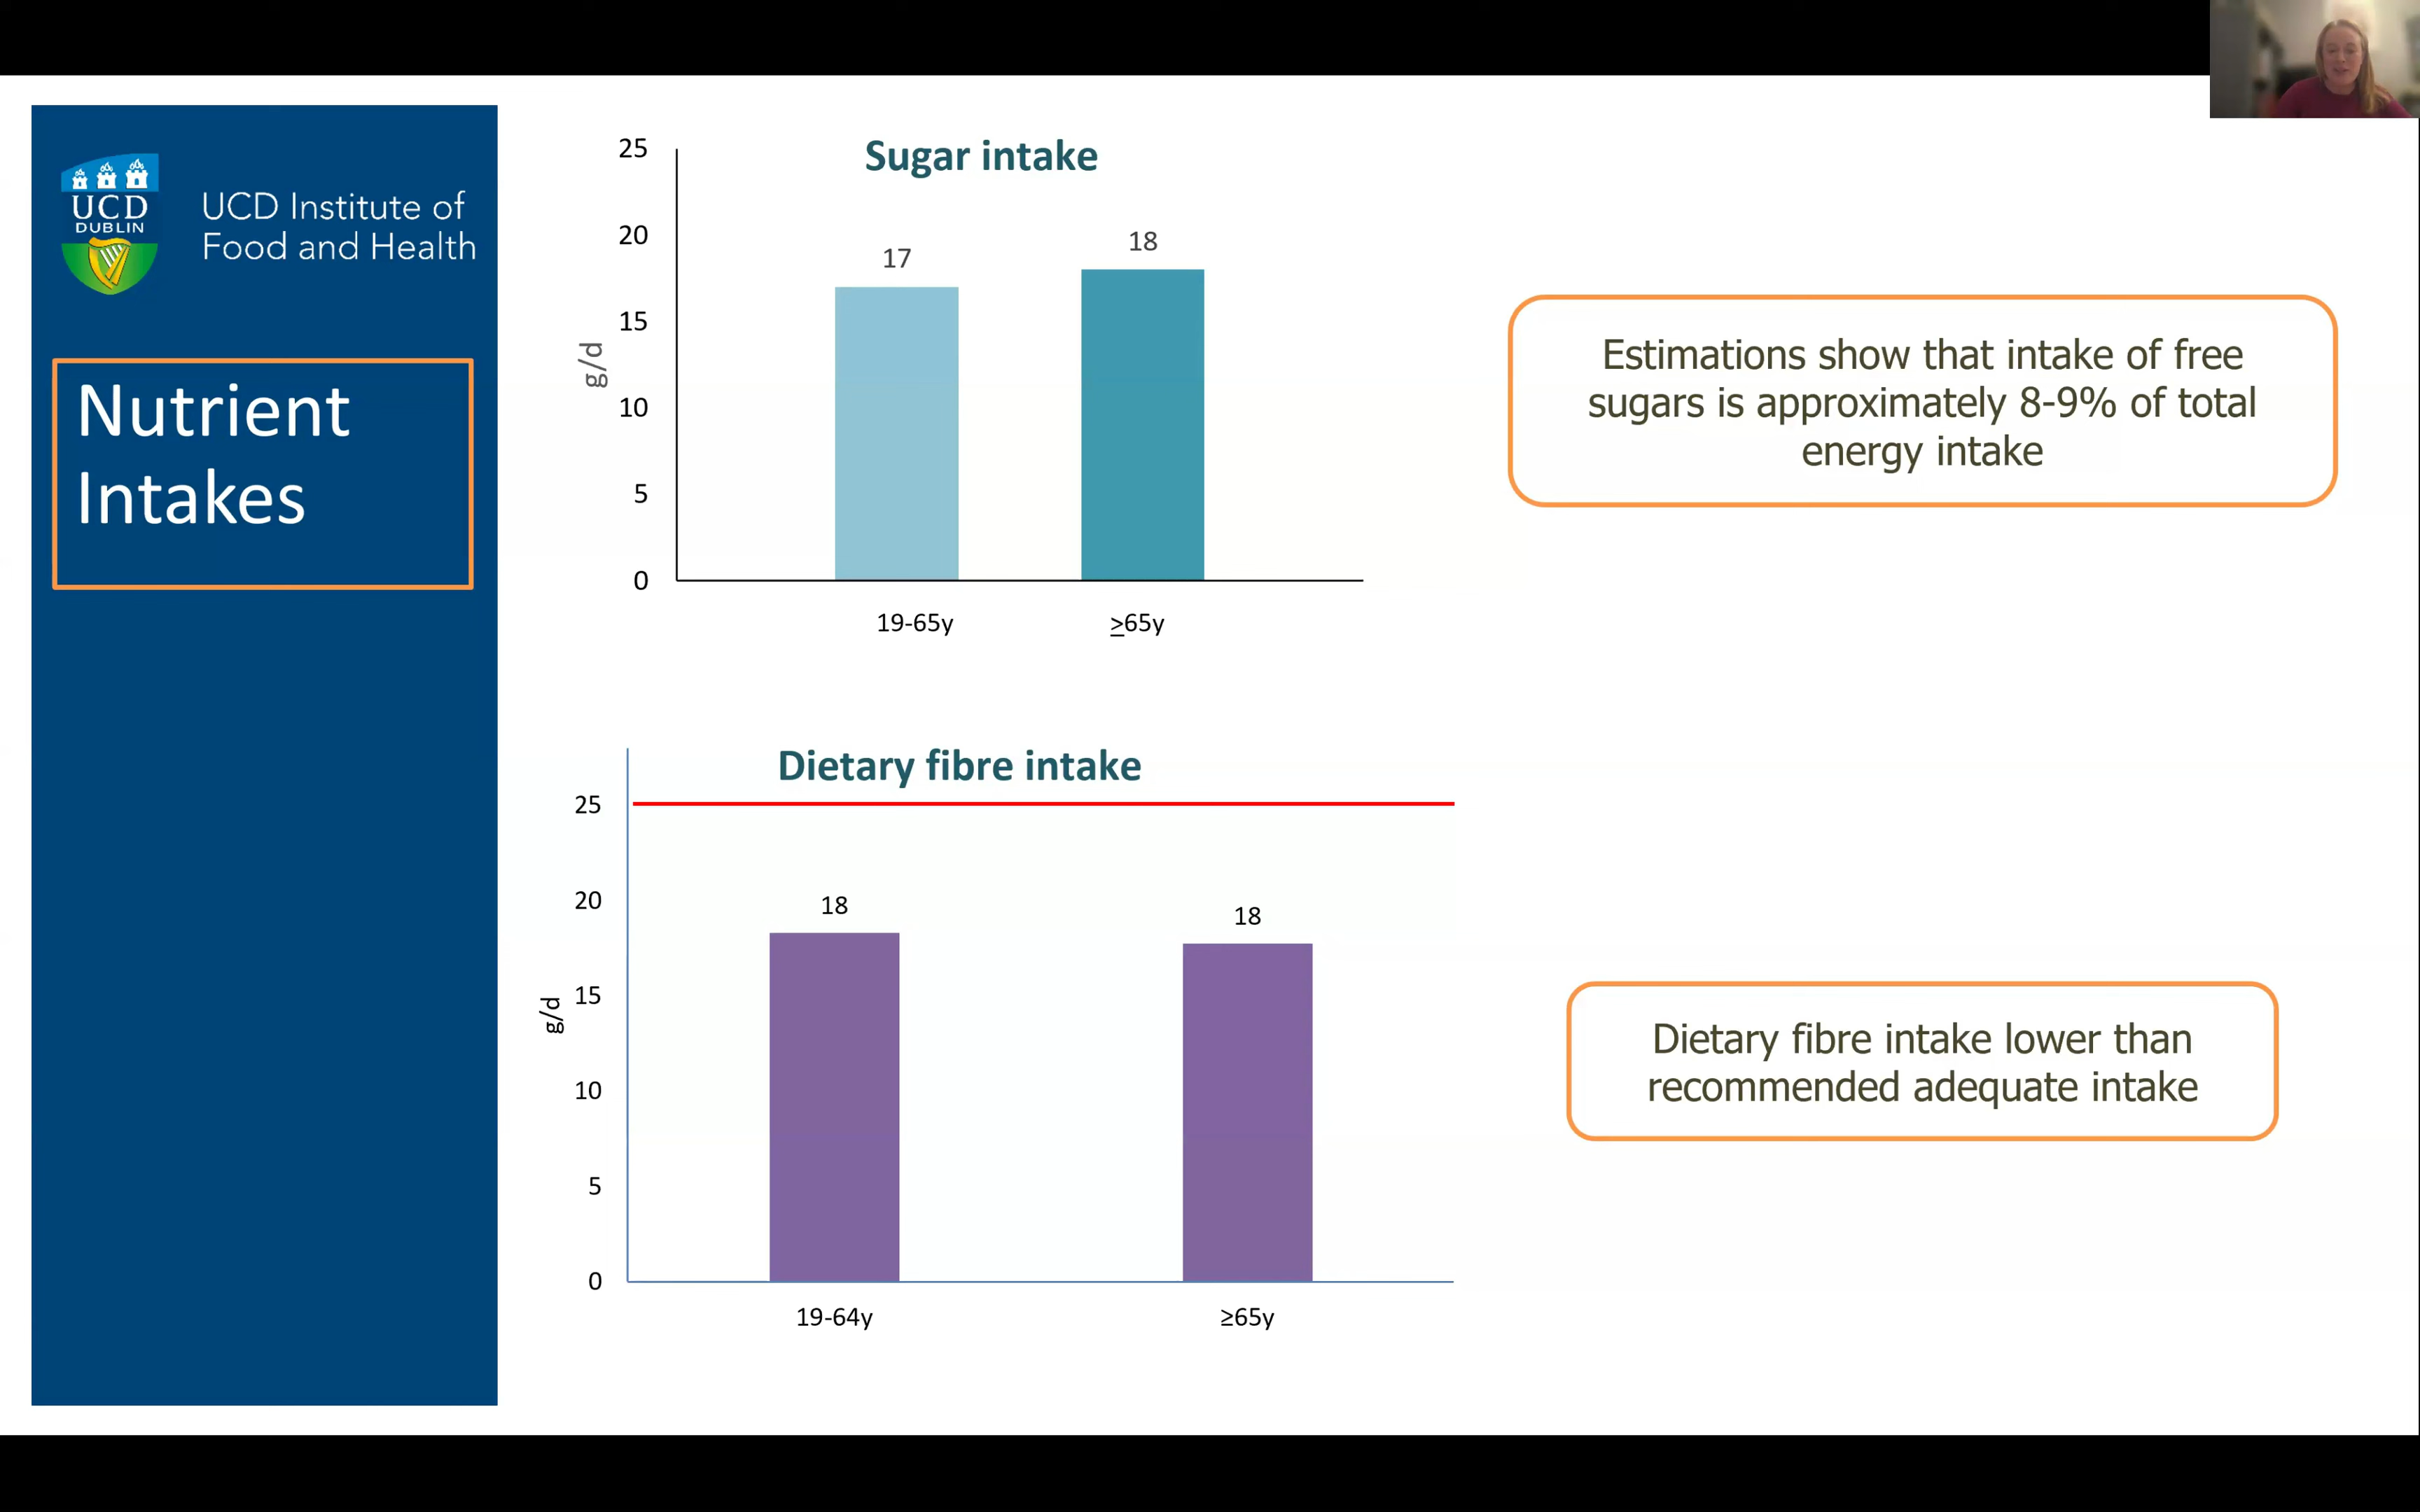 UCD
DUBLIN
UCD Institute of
Food and Health
Nutrient
Intakes
Sugar intake
25
20
15
10
5
0
g/d
17
18
19-65y
≥65y
Estimations show that intake of free
sugars is approximately 8-9% of total
energy intake
Dietary fibre intake
25
20
15
10
5
0
g/d
18
18
19-64y
≥65y
Dietary fibre intake lower than
recommended adequate intake